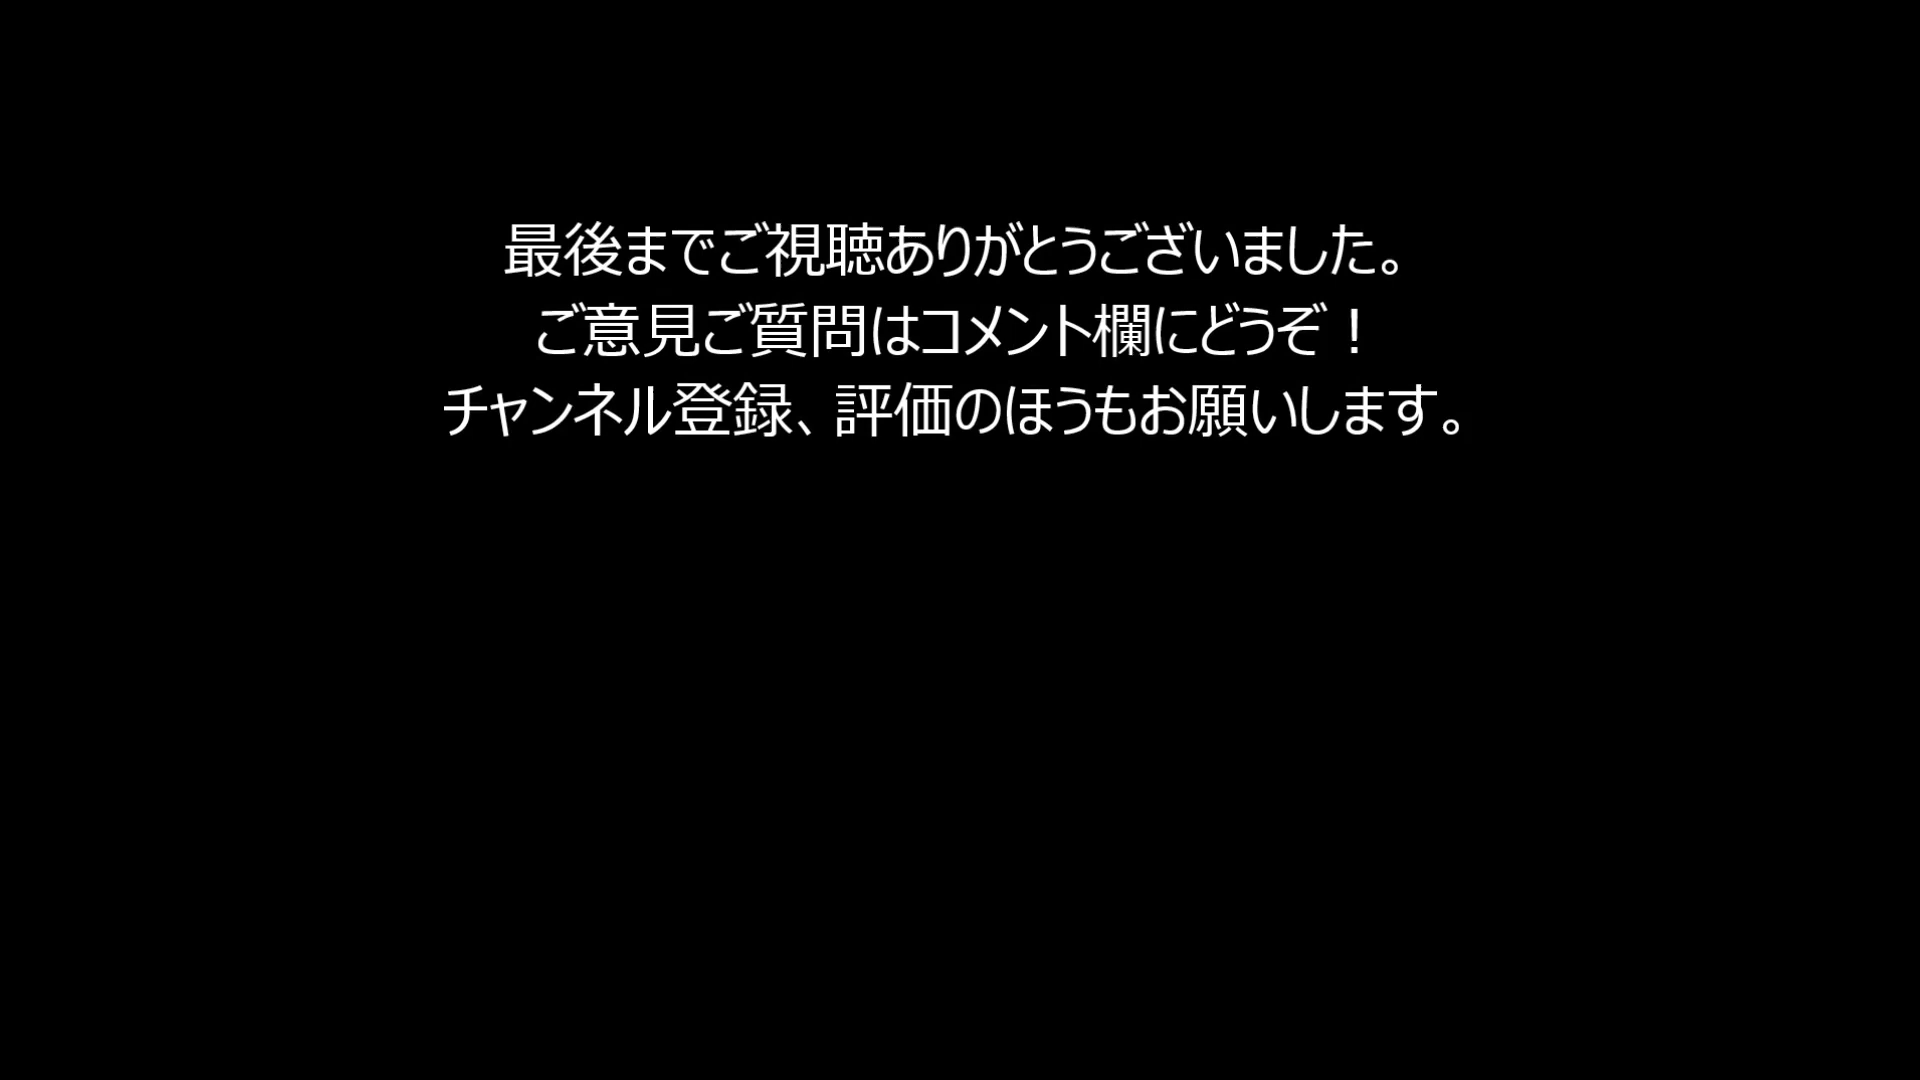 最後までご視聴ありがとうございました。
ご意見ご質問はコメント欄にどうぞ！
チャンネル登録、評価のほうもお願いします。